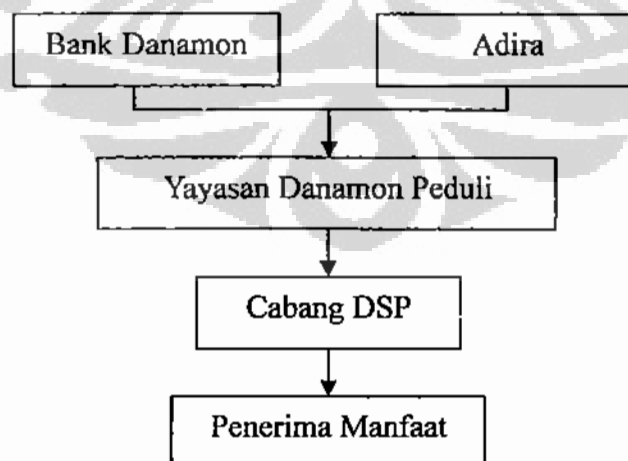 Bank Danamon
Adira
Yayasan Danamon Peduli
Cabang DSP
Penerima Manfaat